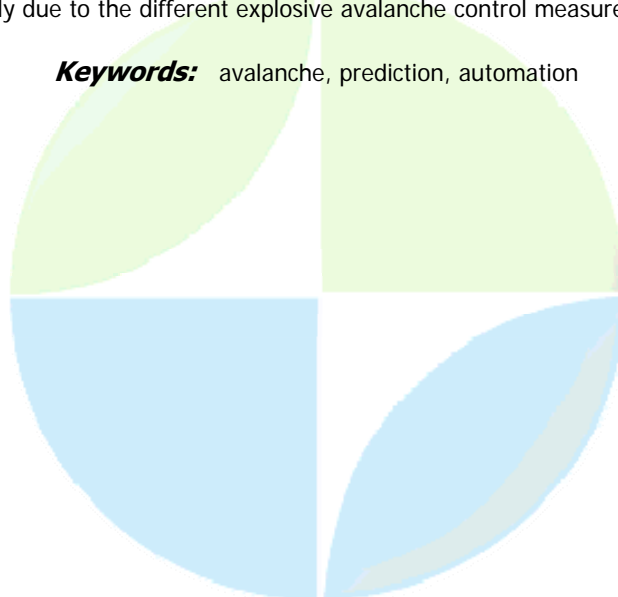 ly due to the different explosive avalanche control measure
Keywords: avalanche, prediction, automation